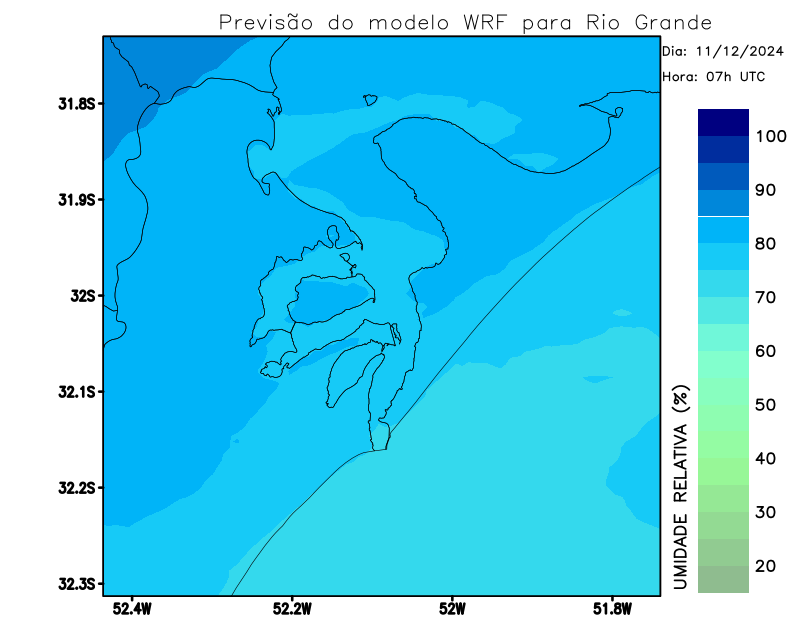 Previsão do modelo WRF para Rio Grande
Dia: 11/12/2024
Hora: 07h UTC
31.8S
31.9S
32S
32.1S
32.2S
32.3S
52.4W
52.2W
52W
51.8W
UMIDADE RELATIVA (%)
100
90
80
70
60
50
40
30
20